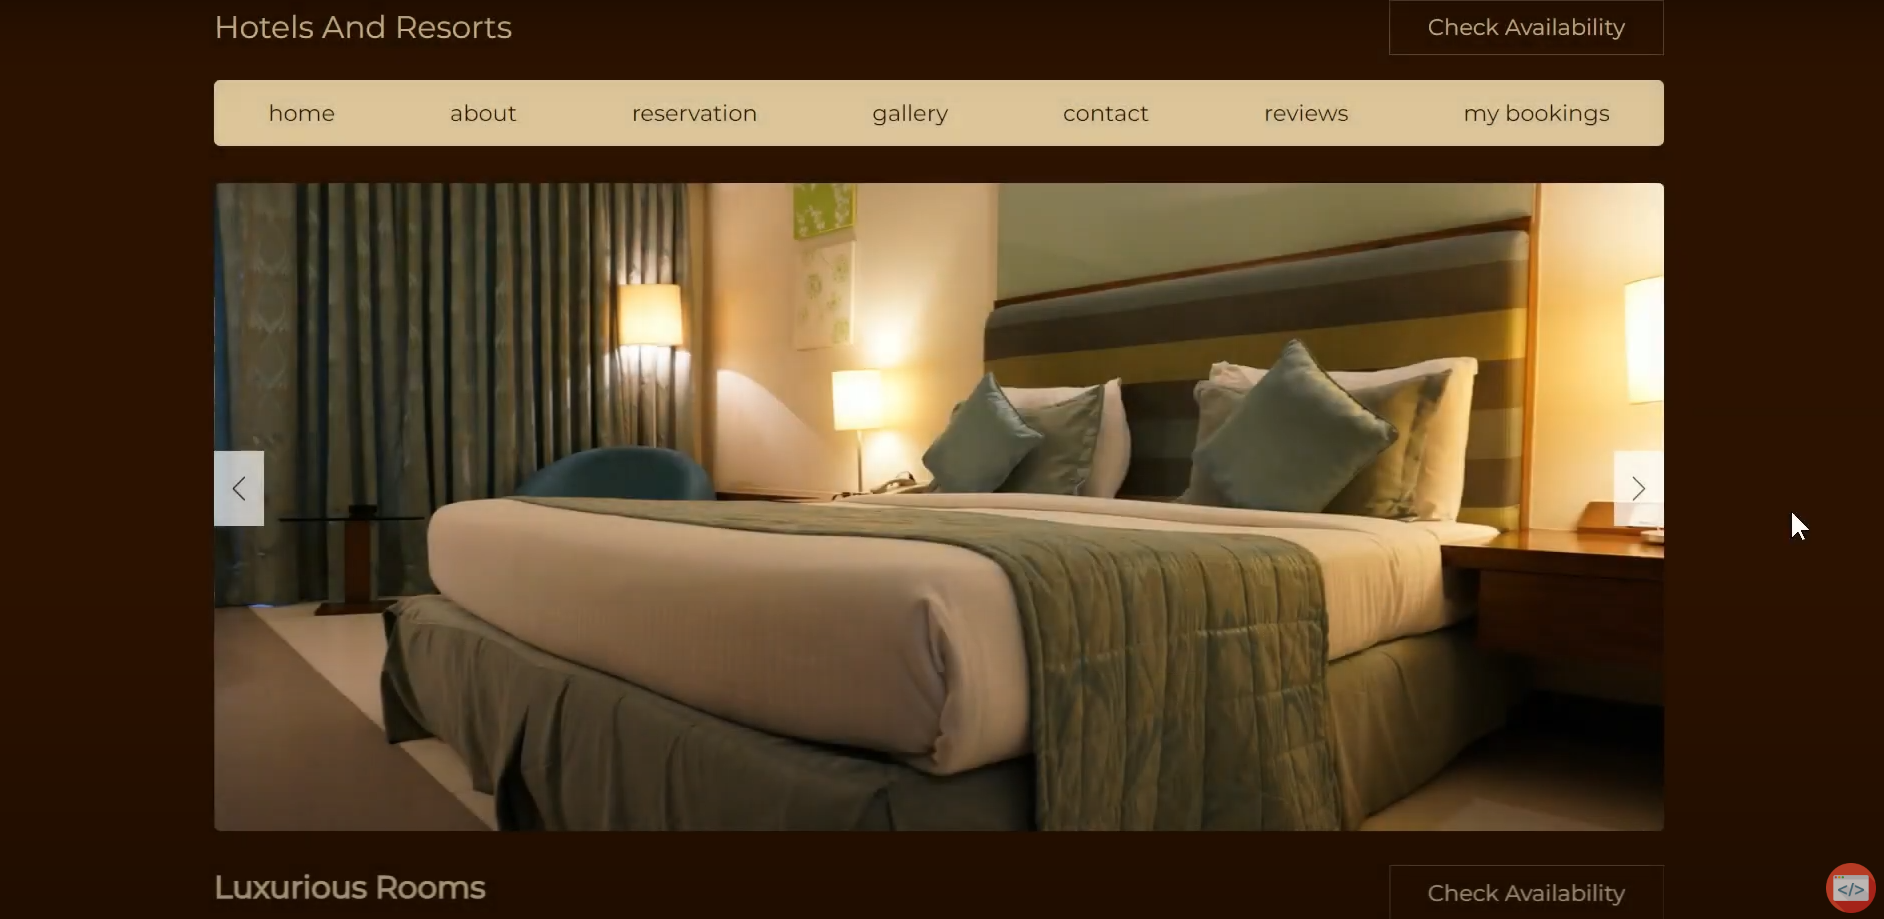 Hotels And Resorts
Check Availability
home about reservation gallery contact reviews my bookings
Luxurious Rooms
Check Availability
</>